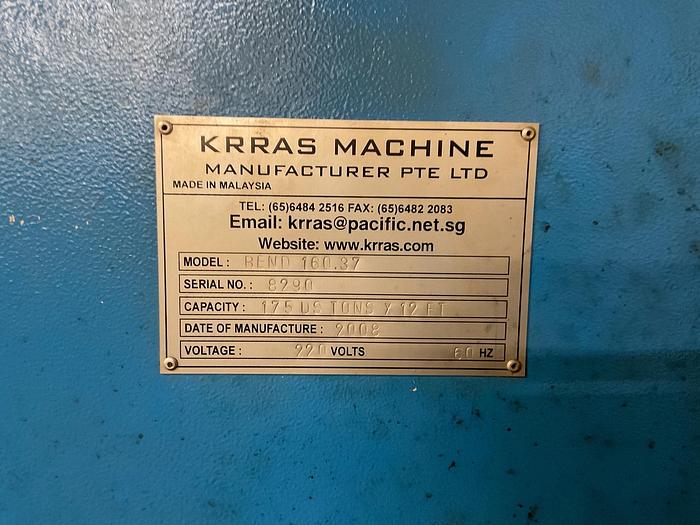 KRRAS MACHINE
MANUFACTURER PTE LTD
MADE IN MALAYSIA
TEL: (65)6484 2516 FAX: (65)6482 2083
Email: krras@pacific.net.sg
Website: www.krras.com
MODEL : BEND 160.37
SERIAL NO. : 8290
CAPACITY : 175 US TONS X 12 FT
DATE OF MANUFACTURE : 2008
VOLTAGE : 220 VOLTS 60 HZ